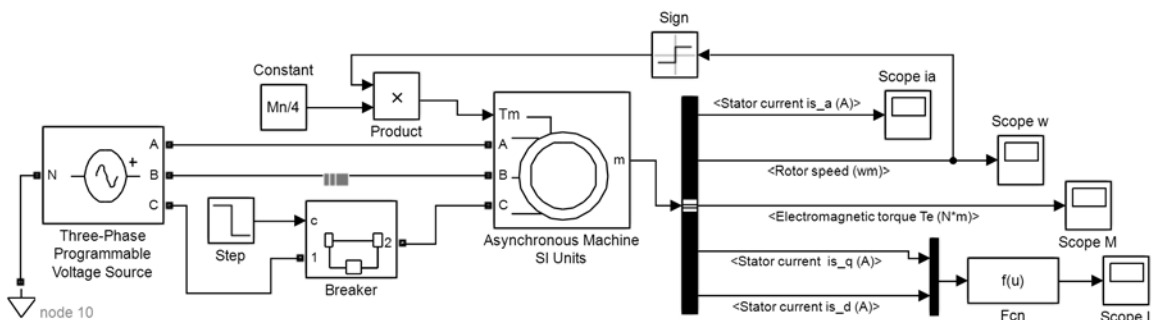 Sign
Constant
Mn/4
×
Product
Scope ia
<Stator current is_a (A)>
Scope w
<Rotor speed (wm)>
Tm
A
B
C
m
Asynchronous Machine
SI Units
N
A
B
C
+
Three-Phase
Programmable
Voltage Source
Step
c
1
2
Breaker
<Electromagnetic torque Te (N*m)>
Scope M
<Stator current is_q (A)>
<Stator current is_d (A)>
f(u)
Fcn
Scope I
node 10